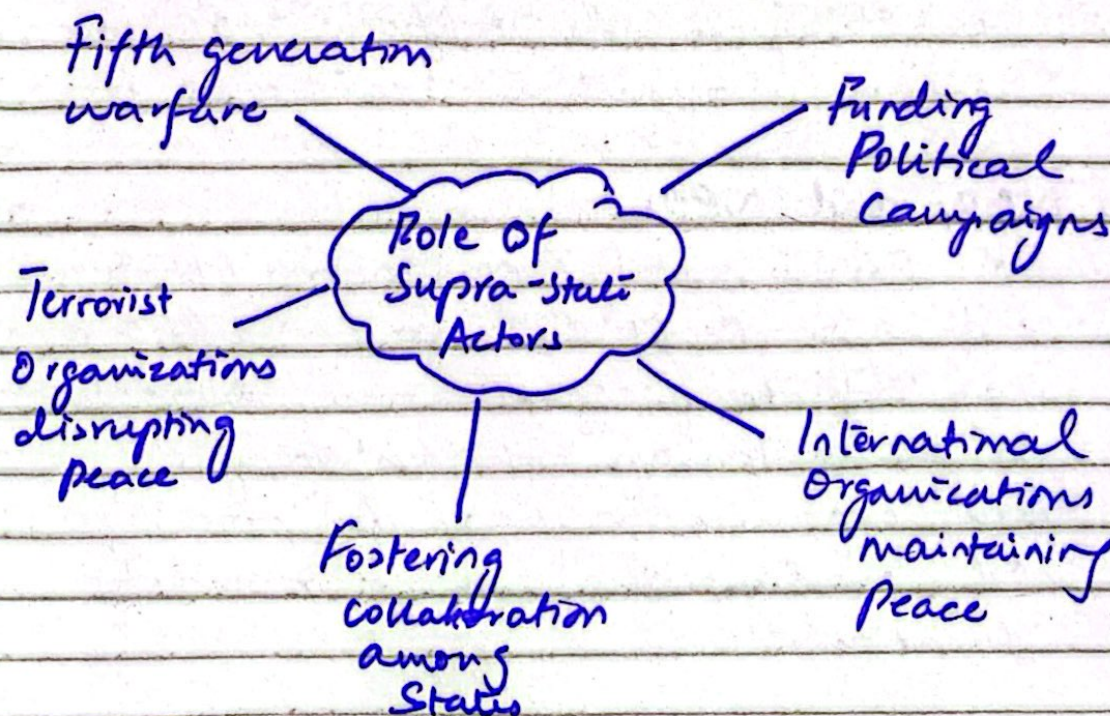 Fifth generation
warfare
Funding
Political
Campaigns
Role Of
Supra-State
Actors
Terrorist
Organizations
disrupting
peace
International
Organizations
maintaining
Peace
Fostering
collaboration
among
States